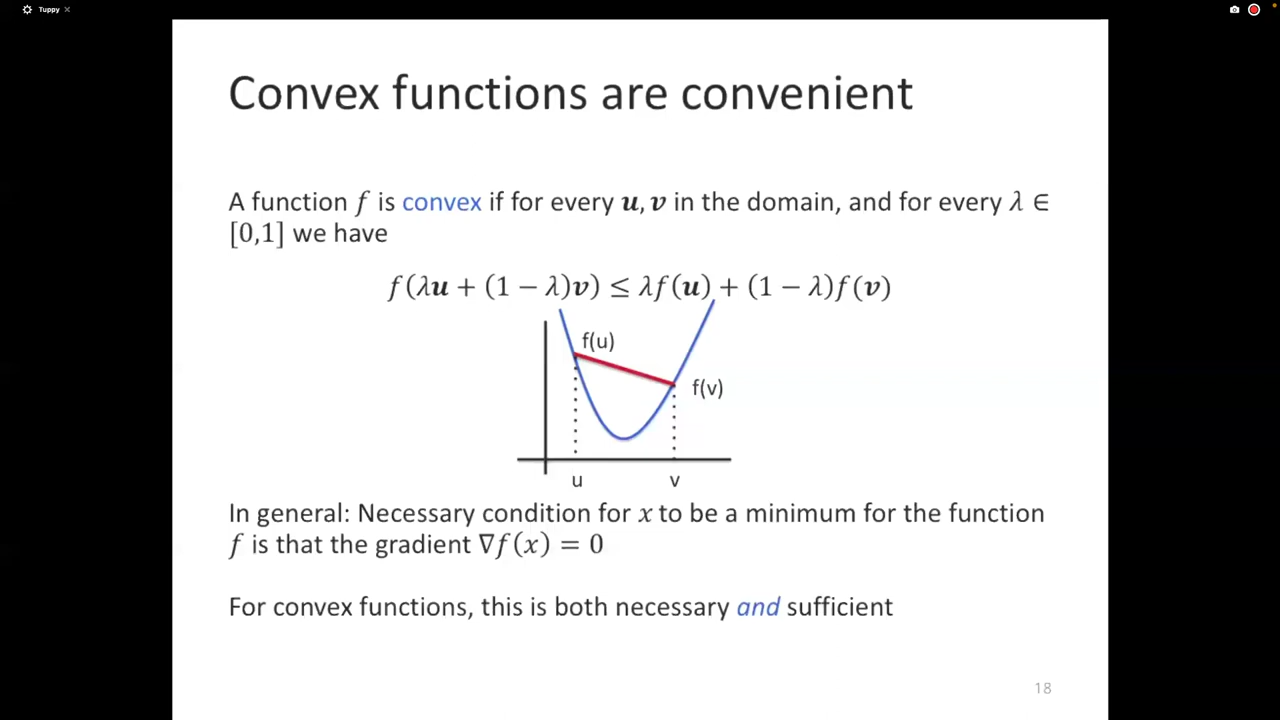 Tuppy
Convex functions are convenient
A function f is convex if for every u, v in the domain, and for every λ ∈
[0,1] we have
f(λu + (1 − λ)v) ≤ λf(u) + (1 − λ)f(v)
f(u)
f(v)
u
v
In general: Necessary condition for x to be a minimum for the function
f is that the gradient ∇f(x) = 0
For convex functions, this is both necessary and sufficient
18